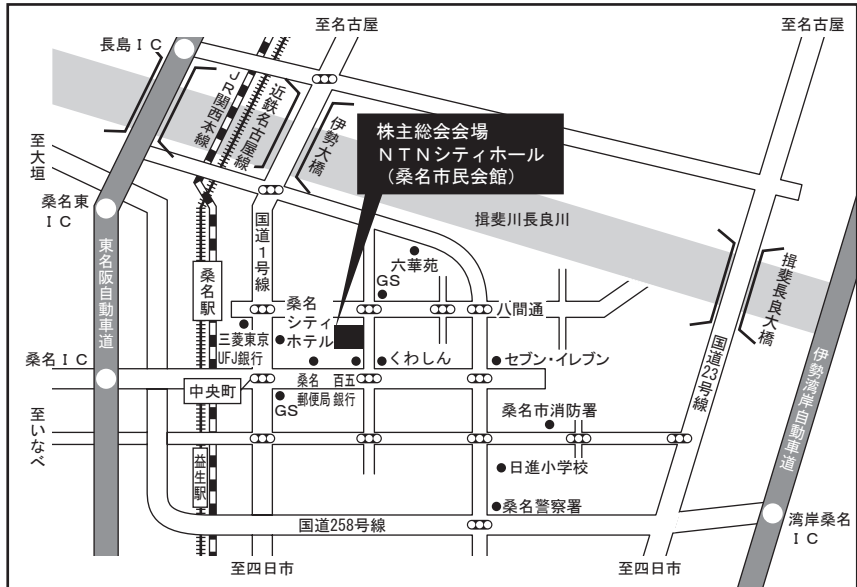 至名古屋
至名古屋
長島ＩＣ
ＪＲ関西本線
近鉄名古屋線
伊勢大橋
株主総会会場
ＮＴＮシティホール
（桑名市民会館）
至大垣
桑名東
ＩＣ
揖斐川長良川
揖斐長良大橋
東名阪自動車道
桑名駅
国道１号線
六華苑
GS
桑名
シティ
ホテル
八間通
三菱東京
UFJ銀行
国道23号線
伊勢湾岸自動車道
桑名ＩＣ
くわしん
セブン・イレブン
中央町
桑名
郵便局
百五
銀行
GS
桑名市消防署
至いなべ
益生駅
日進小学校
桑名警察署
国道258号線
湾岸桑名
ＩＣ
至四日市
至四日市